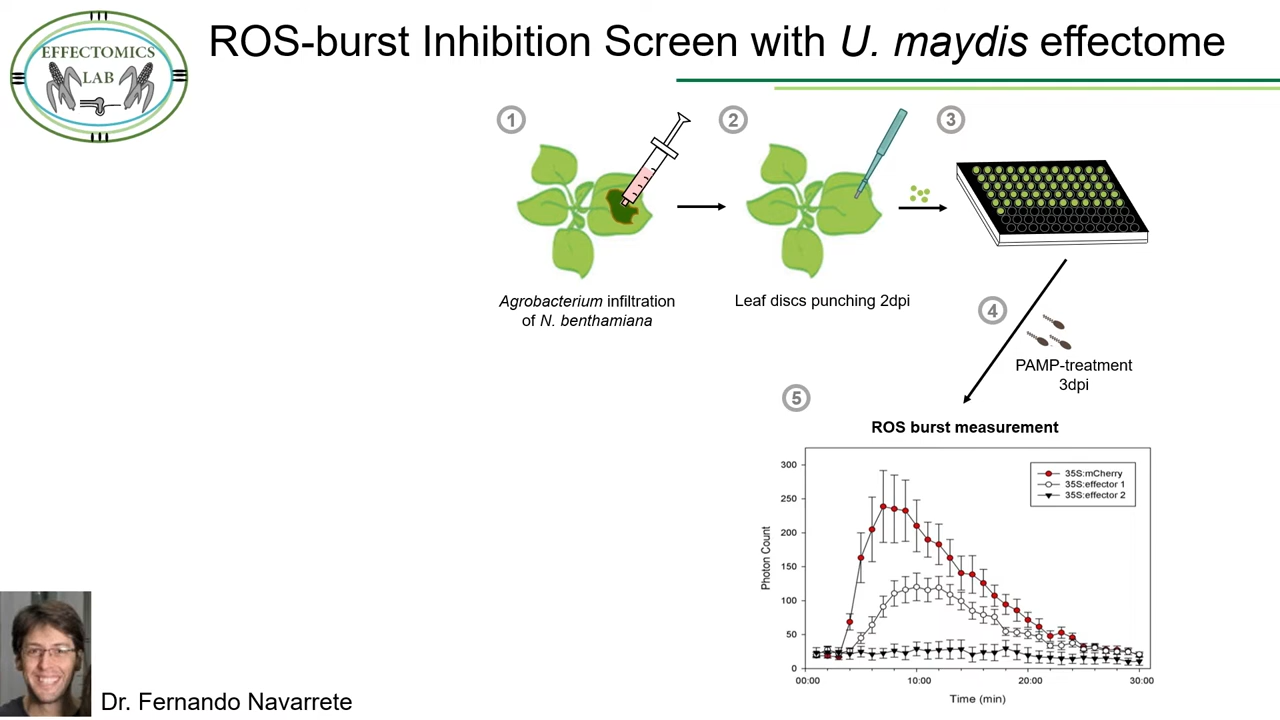 EFFECTOMICS
LAB
ROS-burst Inhibition Screen with U. maydis effectome
1
2
3
Agrobacterium infiltration
of N. benthamiana
Leaf discs punching 2dpi
4
PAMP-treatment
3dpi
5
ROS burst measurement
35S:mCherry
35S:effector 1
35S:effector 2
Photon Count
300
250
200
150
100
50
0
00:00
10:00
20:00
30:00
Time (min)
Dr. Fernando Navarrete